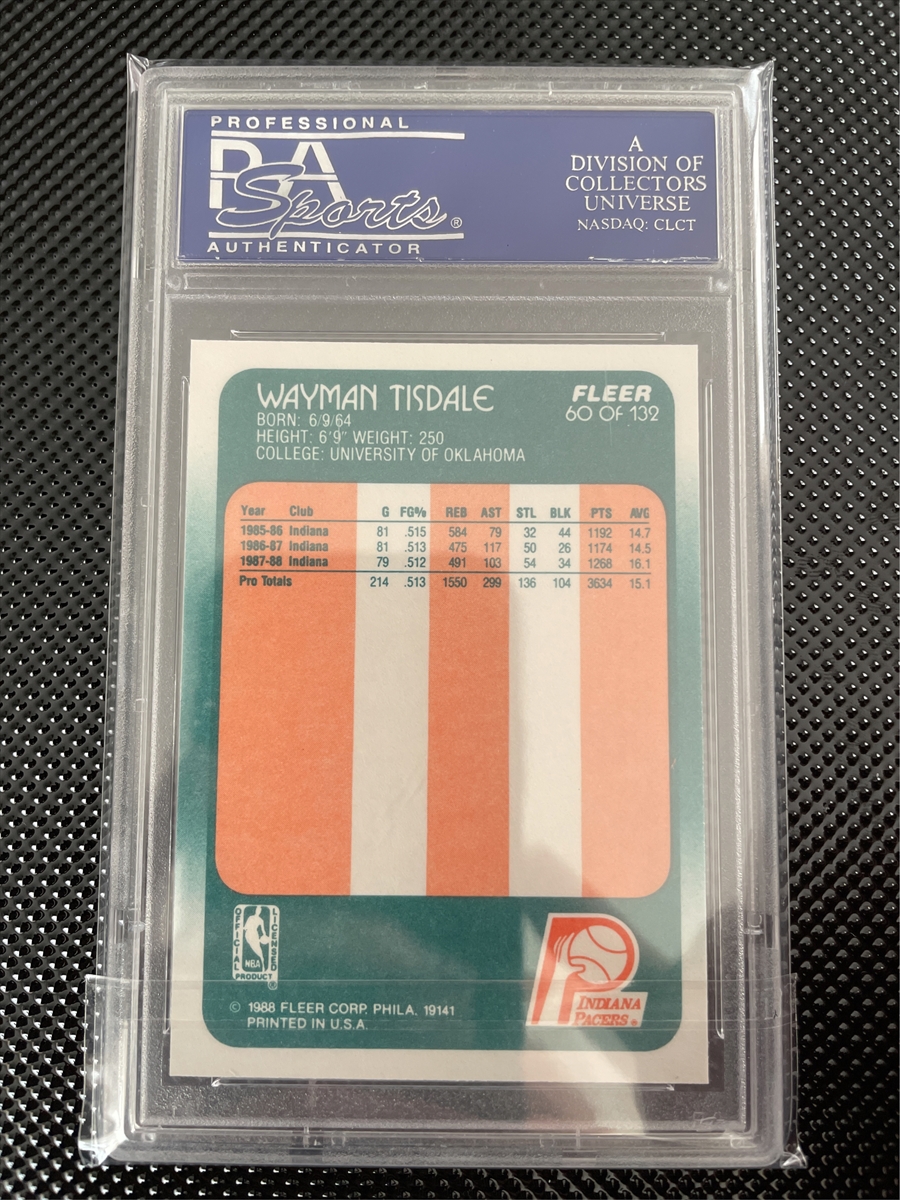 PROFESSIONAL
PSA
Sports®
AUTHENTICATOR
A
DIVISION OF
COLLECTORS
UNIVERSE
NASDAQ: CLCT
WAYMAN TISDALE
BORN: 6/9/64
HEIGHT: 6'9" WEIGHT: 250
COLLEGE: UNIVERSITY OF OKLAHOMA
FLEER
60 OF 132
Year Club G FG% REB AST STL BLK PTS AVG
1985-86 Indiana 81 .515 584 79 32 44 1192 14.7
1986-87 Indiana 81 .513 475 117 50 26 1174 14.5
1987-88 Indiana 79 .512 491 103 54 34 1268 16.1
Pro Totals 214 .513 1550 299 136 104 3634 15.1
OFFICIAL
LICENSED
NBA
PRODUCT
®
© 1988 FLEER CORP. PHILA. 19141
PRINTED IN U.S.A.
INDIANA
PACERS®